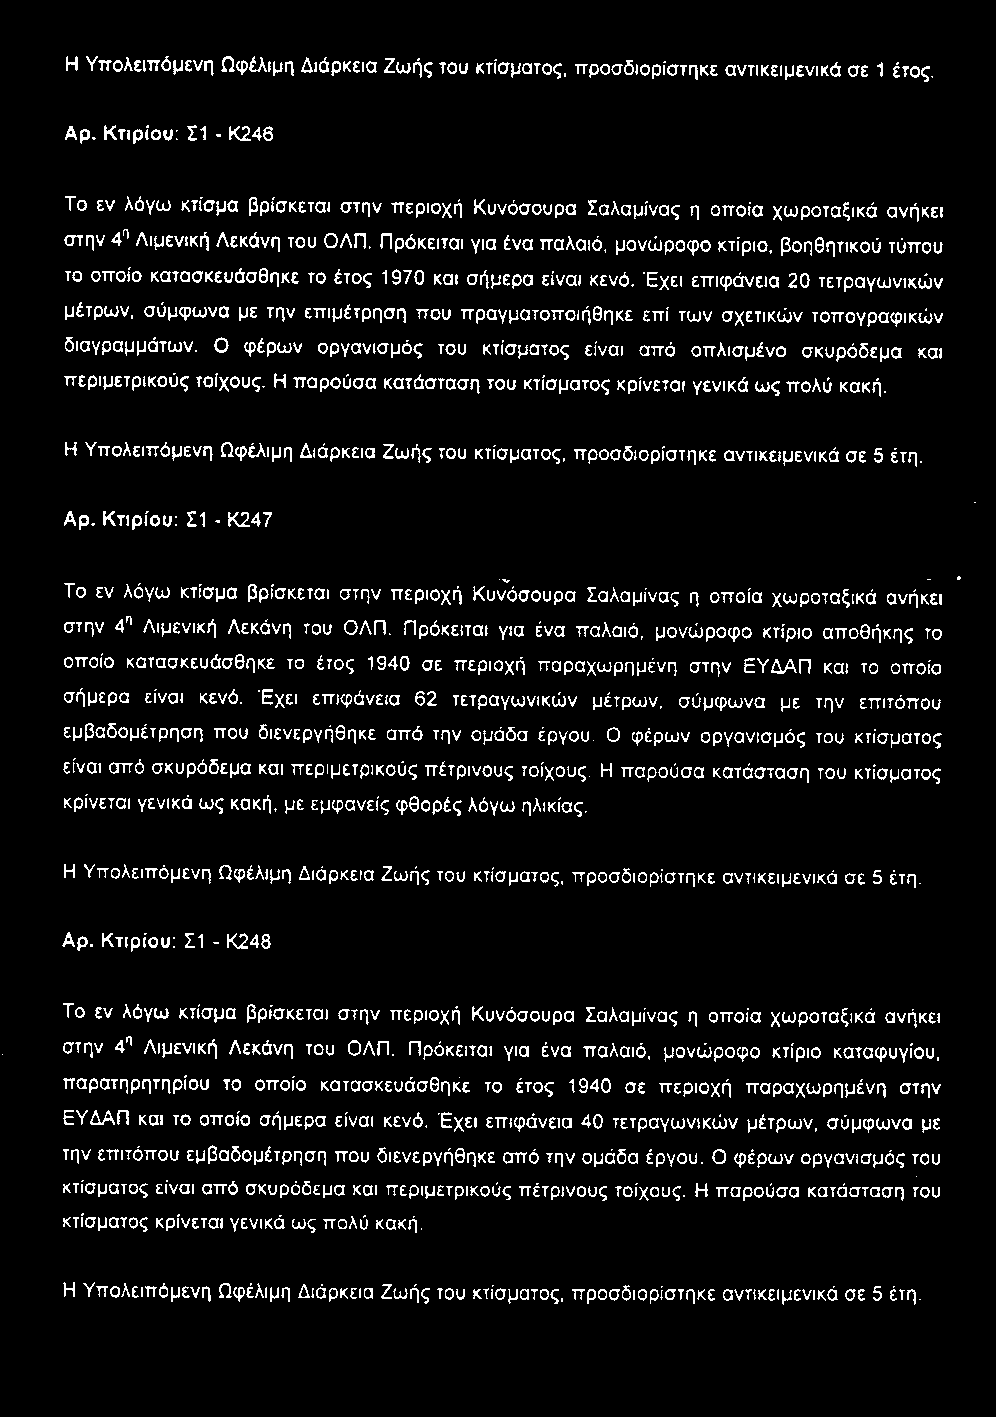 Η Υπολειπόμενη Ωφέλιμη Διάρκεια Ζωής του κτίσματος, προσδιορίστηκε αντικειμενικά σε 1 έτος.
Αρ. Κτιρίου: Σ1 - Κ246
Το εν λόγω κτίσμα βρίσκεται στην περιοχή Κυνόσουρα Σαλαμίνας η οποία χωροταξικά ανήκει
στην 4η Λιμενική Λεκάνη του ΟΛΠ. Πρόκειται για ένα παλαιό, μονώροφο κτίριο, βοηθητικού τύπου
το οποίο κατασκευάσθηκε το έτος 1970 και σήμερα είναι κενό. Έχει επιφάνεια 20 τετραγωνικών
μέτρων, σύμφωνα με την επιμέτρηση που πραγματοποιήθηκε επί των σχετικών τοπογραφικών
διαγραμμάτων. Ο φέρων οργανισμός του κτίσματος είναι από οπλισμένο σκυρόδεμα και
περιμετρικούς τοίχους. Η παρούσα κατάσταση του κτίσματος κρίνεται γενικά ως πολύ κακή.
Η Υπολειπόμενη Ωφέλιμη Διάρκεια Ζωής του κτίσματος, προσδιορίστηκε αντικειμενικά σε 5 έτη.
Αρ. Κτιρίου: Σ1 - Κ247
Το εν λόγω κτίσμα βρίσκεται στην περιοχή Κυνόσουρα Σαλαμίνας η οποία χωροταξικά ανήκει
στην 4η Λιμενική Λεκάνη του ΟΛΠ. Πρόκειται για ένα παλαιό, μονώροφο κτίριο αποθήκης το
οποίο κατασκευάσθηκε το έτος 1940 σε περιοχή παραχωρημένη στην ΕΥΔΑΠ και το οποίο
σήμερα είναι κενό. Έχει επιφάνεια 62 τετραγωνικών μέτρων, σύμφωνα με την επιτόπου
εμβαδομέτρηση που διενεργήθηκε από την ομάδα έργου. Ο φέρων οργανισμός του κτίσματος
είναι από σκυρόδεμα και περιμετρικούς πέτρινους τοίχους. Η παρούσα κατάσταση του κτίσματος
κρίνεται γενικά ως κακή, με εμφανείς φθορές λόγω ηλικίας.
Η Υπολειπόμενη Ωφέλιμη Διάρκεια Ζωής του κτίσματος, προσδιορίστηκε αντικειμενικά σε 5 έτη.
Αρ. Κτιρίου: Σ1 - Κ248
Το εν λόγω κτίσμα βρίσκεται στην περιοχή Κυνόσουρα Σαλαμίνας η οποία χωροταξικά ανήκει
στην 4η Λιμενική Λεκάνη του ΟΛΠ. Πρόκειται για ένα παλαιό, μονώροφο κτίριο καταφυγίου,
παρατηρητηρίου το οποίο κατασκευάσθηκε το έτος 1940 σε περιοχή παραχωρημένη στην
ΕΥΔΑΠ και το οποίο σήμερα είναι κενό. Έχει επιφάνεια 40 τετραγωνικών μέτρων, σύμφωνα με
την επιτόπου εμβαδομέτρηση που διενεργήθηκε από την ομάδα έργου. Ο φέρων οργανισμός του
κτίσματος είναι από σκυρόδεμα και περιμετρικούς πέτρινους τοίχους. Η παρούσα κατάσταση του
κτίσματος κρίνεται γενικά ως πολύ κακή.
Η Υπολειπόμενη Ωφέλιμη Διάρκεια Ζωής του κτίσματος, προσδιορίστηκε αντικειμενικά σε 5 έτη.